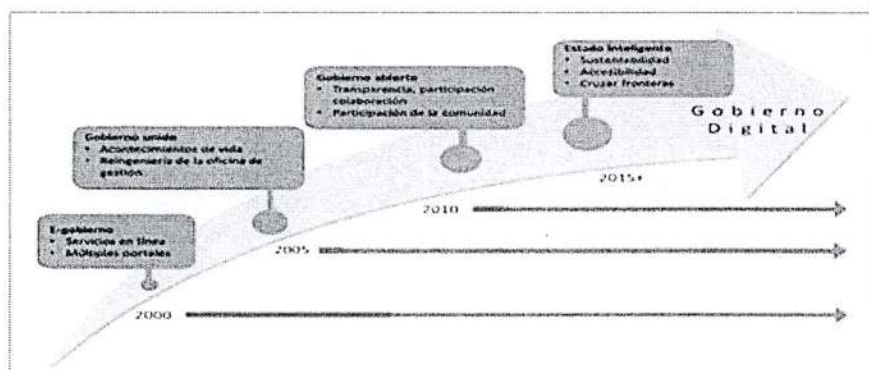 E-gobierno
• Servicios en línea
• Múltiples portales
2000
Gobierno unido
• Acontecimientos de vida
• Reingeniería de la oficina de
gestión
2005
Gobierno abierto
• Transparencia, participación
colaboración
• Participación de la comunidad
2010
Estado Inteligente
• Sustentabilidad
• Accesibilidad
• Cruzar fronteras
2015+
Gobierno
Digital